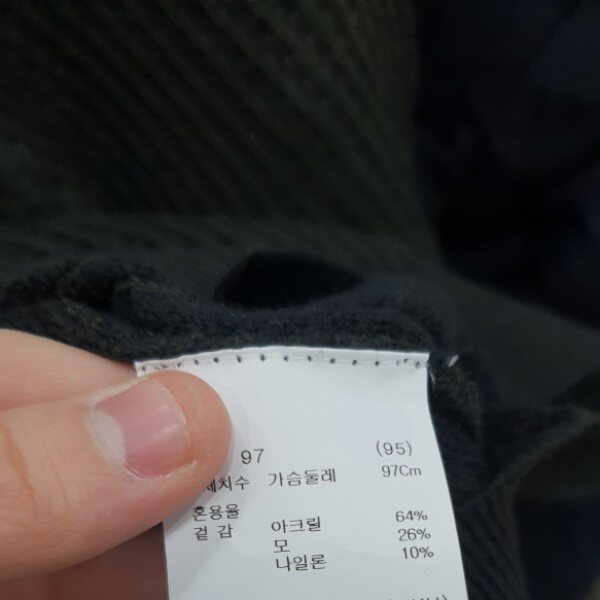 97 (95)
체치수 가슴둘레 97Cm
혼용율
겉감 아크릴 64%
모 26%
나일론 10%